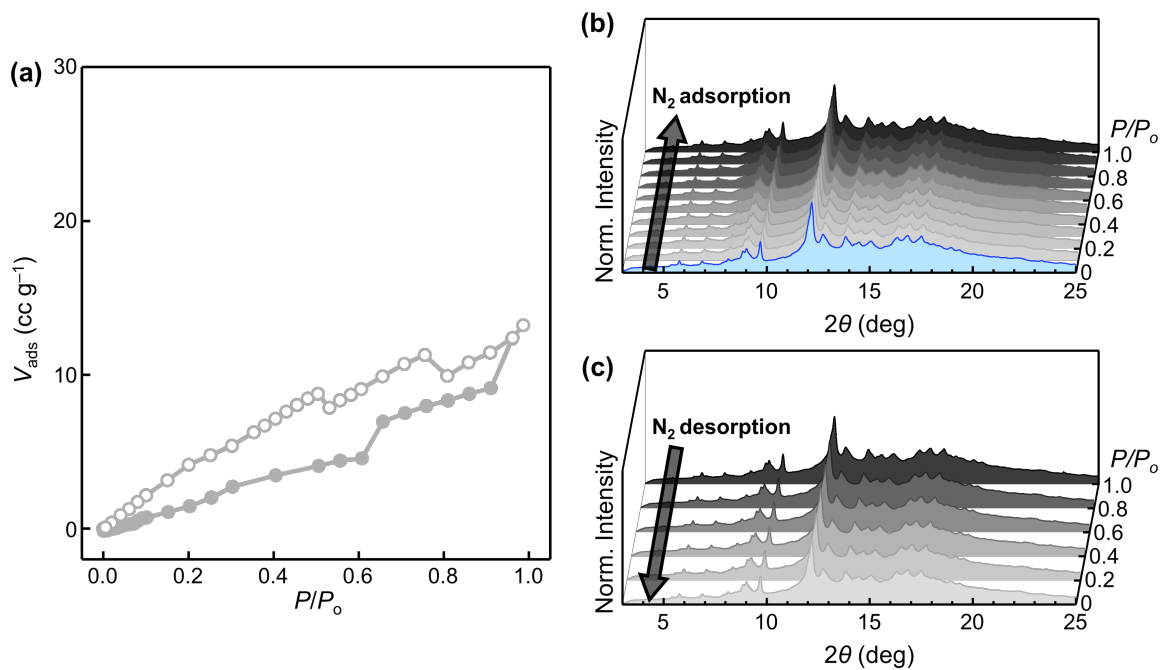 (a)
30
20
10
0
V_ads (cc g⁻¹)
0.0 0.2 0.4 0.6 0.8 1.0
P/P_o
(b)
N₂ adsorption
Norm. Intensity
P/P_o
1.0
0.8
0.6
0.4
0.2
0
5 10 15 20 25
2θ (deg)
(c)
N₂ desorption
Norm. Intensity
P/P_o
1.0
0.8
0.6
0.4
0.2
0
5 10 15 20 25
2θ (deg)